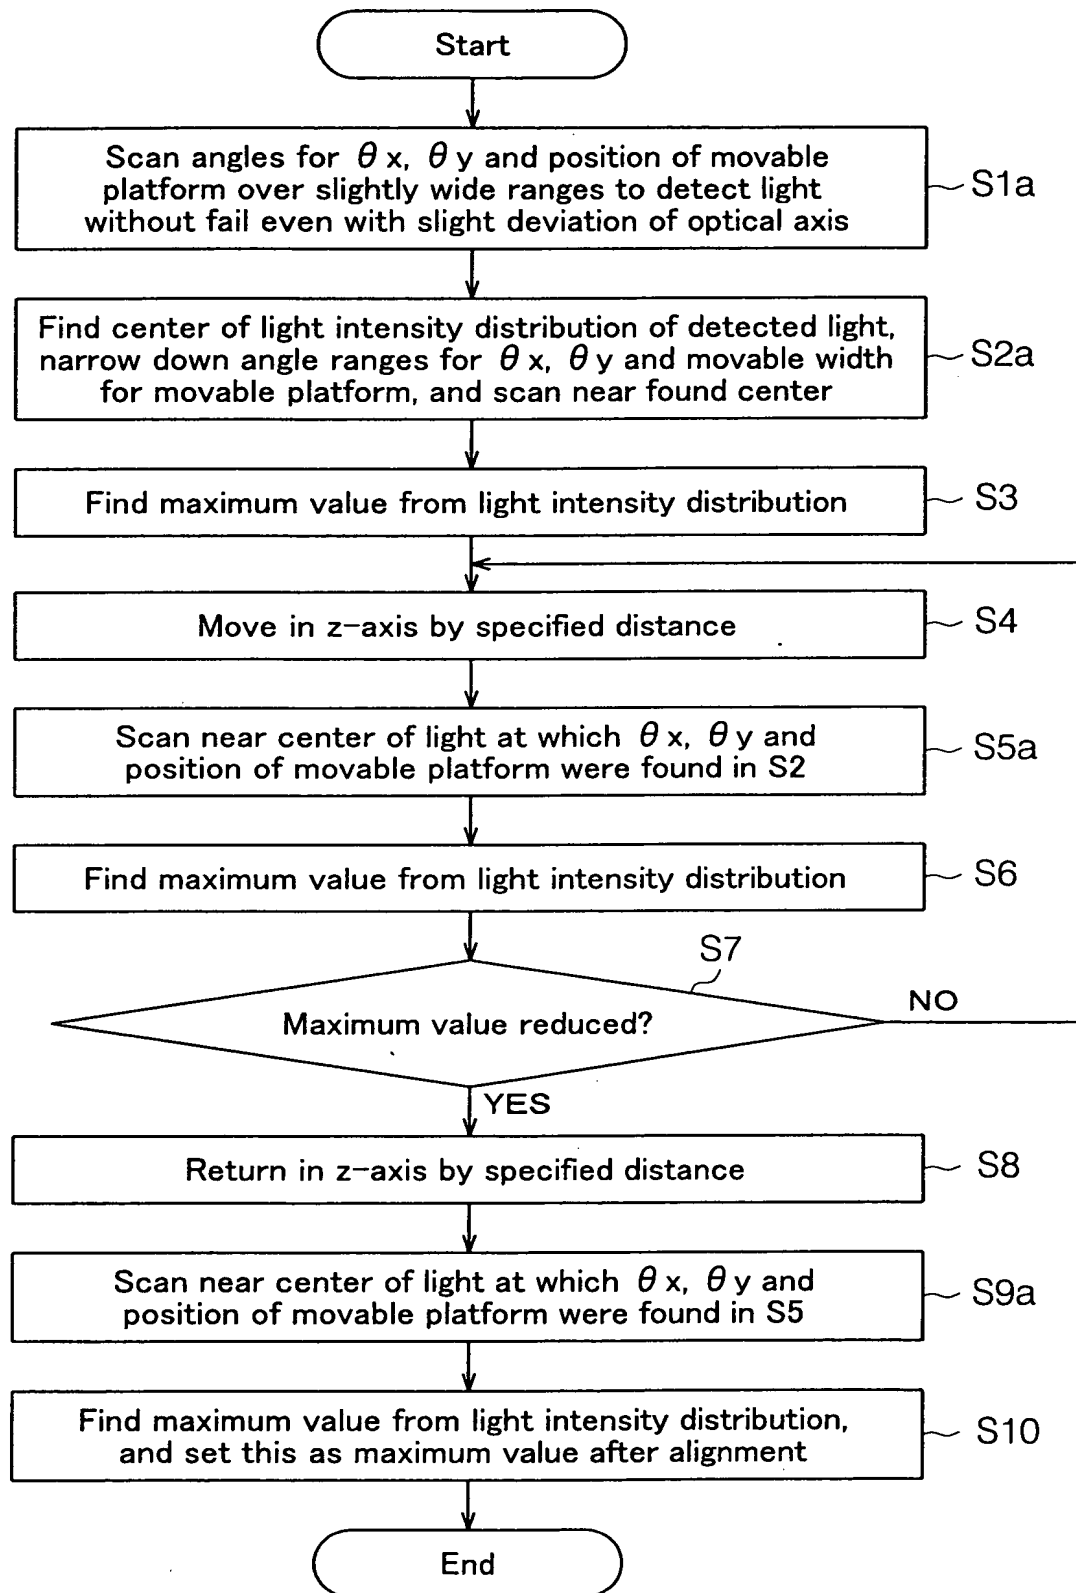 Start
Scan angles for θx, θy and position of movable
platform over slightly wide ranges to detect light
without fail even with slight deviation of optical axis
S1a
Find center of light intensity distribution of detected light,
narrow down angle ranges for θx, θy and movable width
for movable platform, and scan near found center
S2a
Find maximum value from light intensity distribution
S3
Move in z-axis by specified distance
S4
Scan near center of light at which θx, θy and
position of movable platform were found in S2
S5a
Find maximum value from light intensity distribution
S6
S7
Maximum value reduced?
NO
YES
Return in z-axis by specified distance
S8
Scan near center of light at which θx, θy and
position of movable platform were found in S5
S9a
Find maximum value from light intensity distribution,
and set this as maximum value after alignment
S10
End